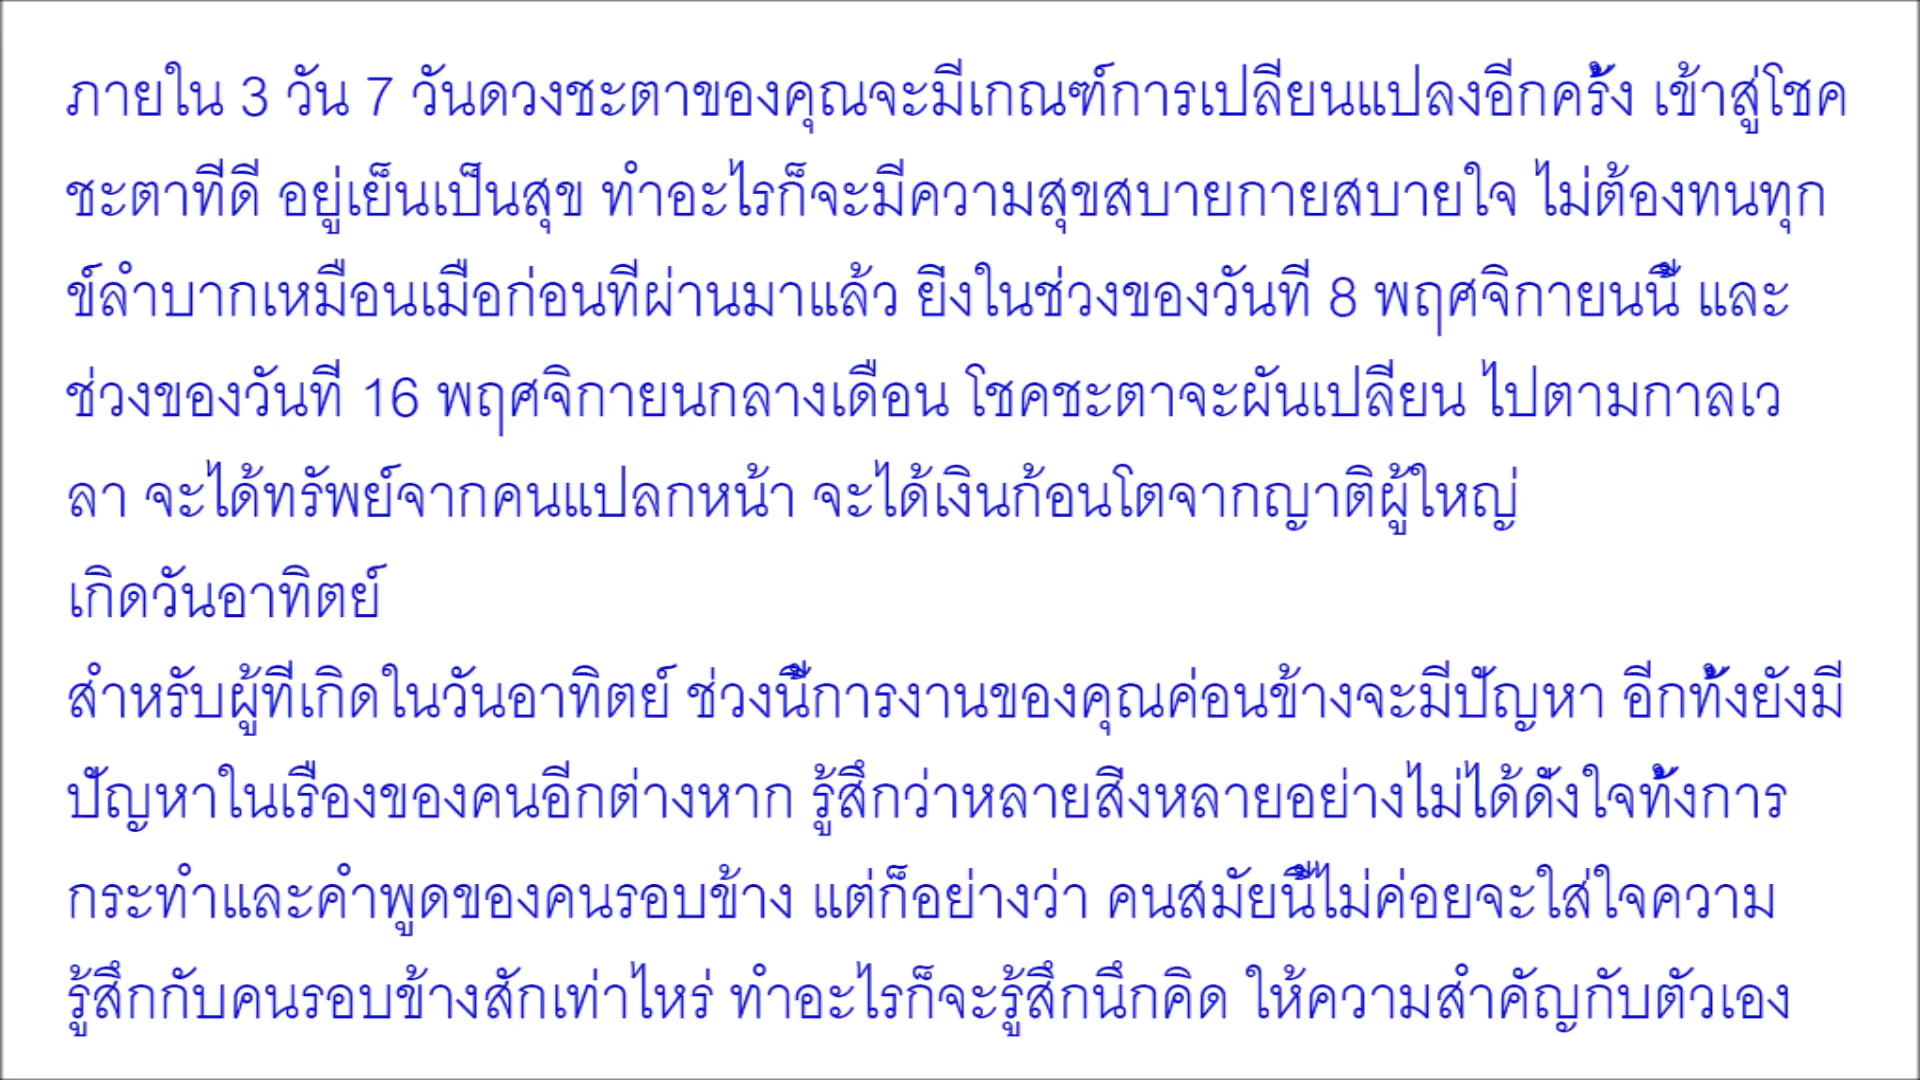 ภายใน 3 วัน 7 วันดวงชะตาของคุณจะมีเกณฑ์การเปลี่ยนแปลงอีกครั้ง เข้าสู่โชค
ชะตาที่ดี อยู่เย็นเป็นสุข ทำอะไรก็จะมีความสุขสบายกายสบายใจ ไม่ต้องทนทุก
ข์ลำบากเหมือนเมื่อก่อนที่ผ่านมาแล้ว ยิ่งในช่วงของวันที่ 8 พฤศจิกายนนี้ และ
ช่วงของวันที่ 16 พฤศจิกายนกลางเดือน โชคชะตาจะผันเปลี่ยน ไปตามกาลเว
ลา จะได้ทรัพย์จากคนแปลกหน้า จะได้เงินก้อนโตจากญาติผู้ใหญ่
เกิดวันอาทิตย์
สำหรับผู้ที่เกิดในวันอาทิตย์ ช่วงนี้การงานของคุณค่อนข้างจะมีปัญหา อีกทั้งยังมี
ปัญหาในเรื่องของคนอีกต่างหาก รู้สึกว่าหลายสิ่งหลายอย่างไม่ได้ดั่งใจทั้งการ
กระทำและคำพูดของคนรอบข้าง แต่ก็อย่างว่า คนสมัยนี้ไม่ค่อยจะใส่ใจความ
รู้สึกกับคนรอบข้างสักเท่าไหร่ ทำอะไรก็จะรู้สึกนึกคิด ให้ความสำคัญกับตัวเอง